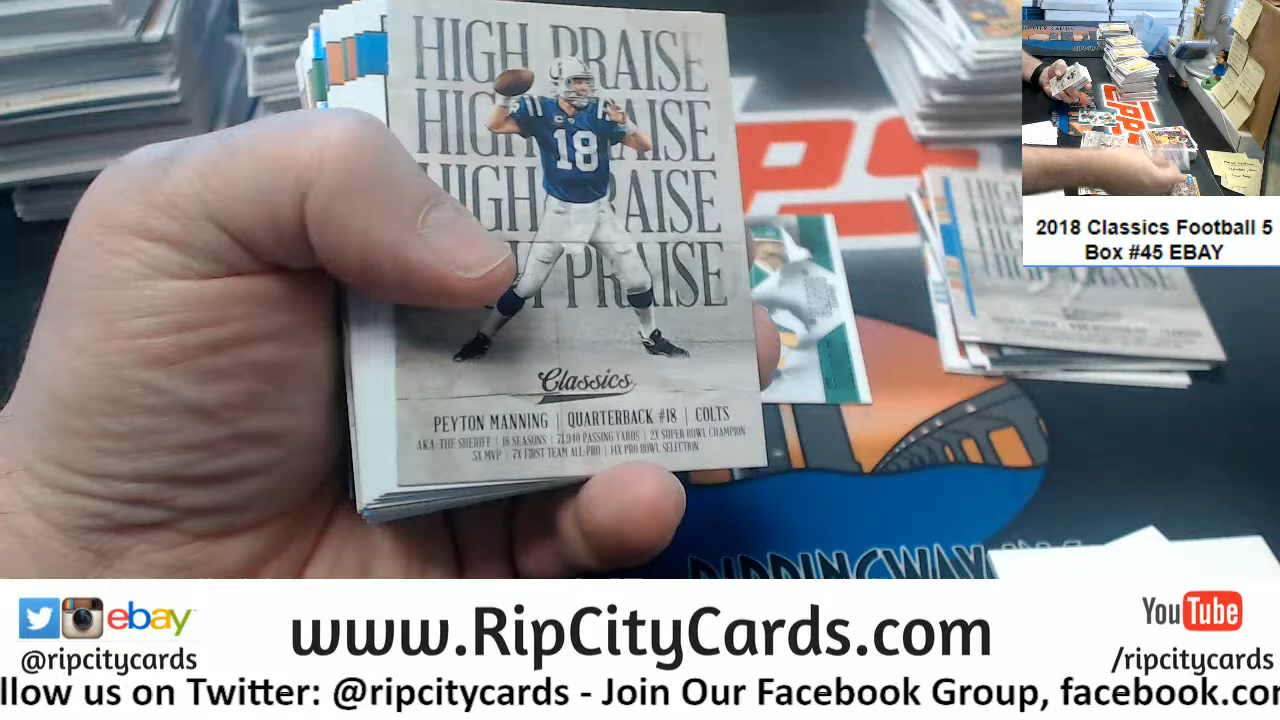 HIGH PRAISE
HIGH PRAISE
HIGH PRAISE
HIGH PRAISE
18
Classics
PEYTON MANNING | QUARTERBACK #18 | COLTS
AKA: THE SHERIFF | 18 SEASONS | 71,940 PASSING YARDS | 2X SUPER BOWL CHAMPION
5X MVP | 7X FIRST TEAM ALL-PRO | 14X PRO BOWL SELECTION
2018 Classics Football 5
Box #45 EBAY
ebay
@ripcitycards
www.RipCityCards.com
YouTube
/ripcitycards
llow us on Twitter: @ripcitycards - Join Our Facebook Group, facebook.co